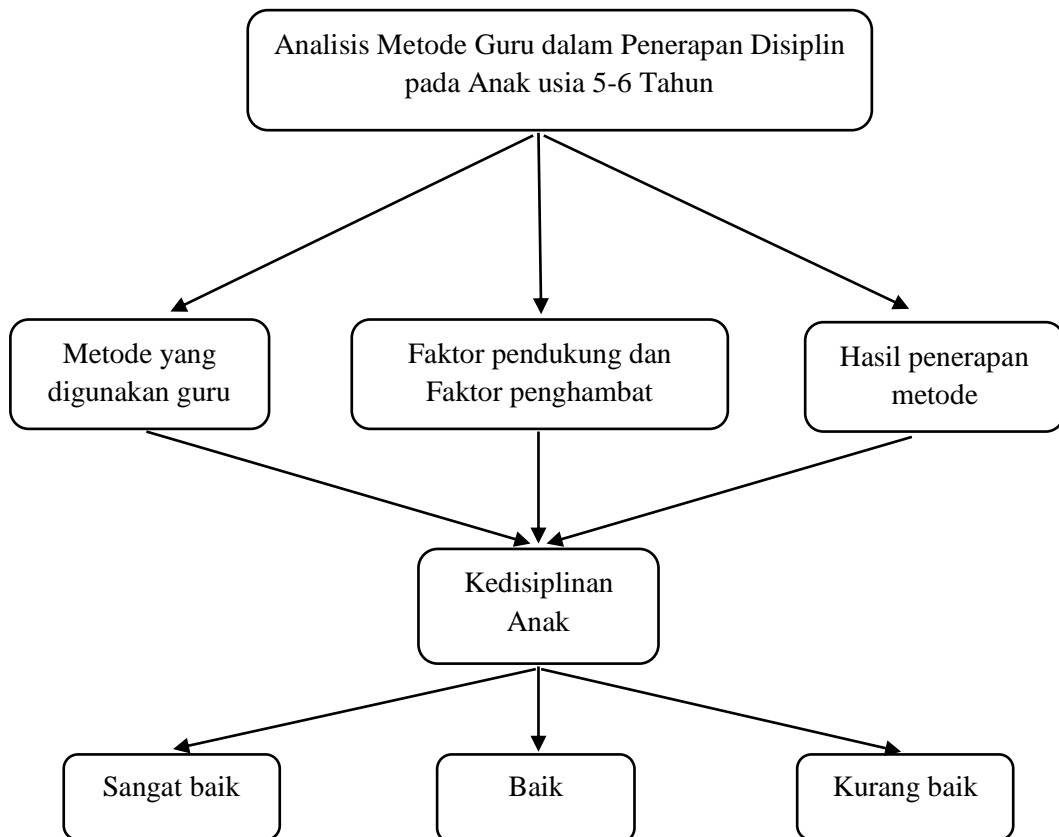 Analisis Metode Guru dalam Penerapan Disiplin
pada Anak usia 5-6 Tahun
Metode yang
digunakan guru
Faktor pendukung dan
Faktor penghambat
Hasil penerapan
metode
Kedisiplinan
Anak
Sangat baik
Baik
Kurang baik